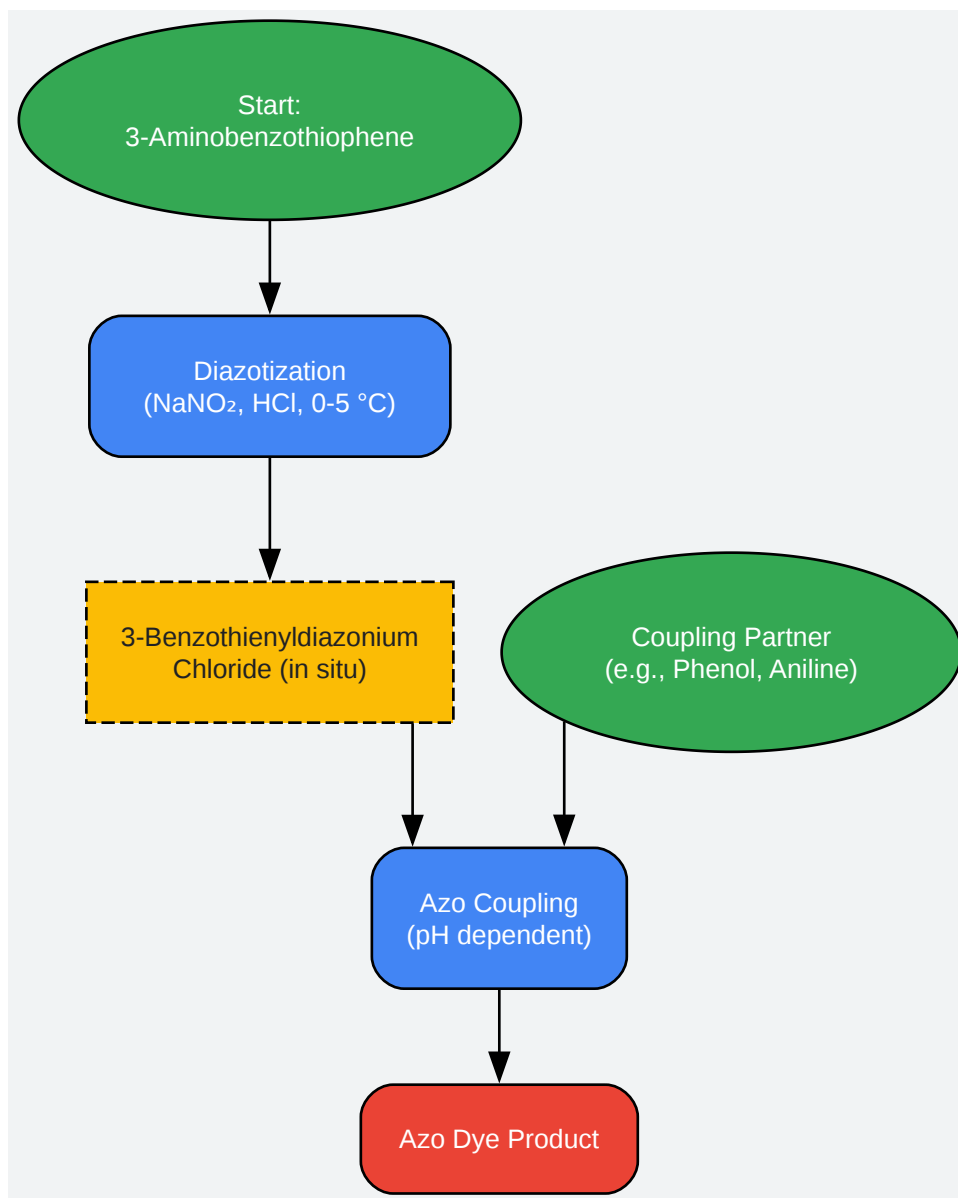 Start:
3-Aminobenzothiophene
Diazotization
(NaNO₂, HCl, 0-5 °C)
3-Benzothienyldiazonium
Chloride (in situ)
Coupling Partner
(e.g., Phenol, Aniline)
Azo Coupling
(pH dependent)
Azo Dye Product